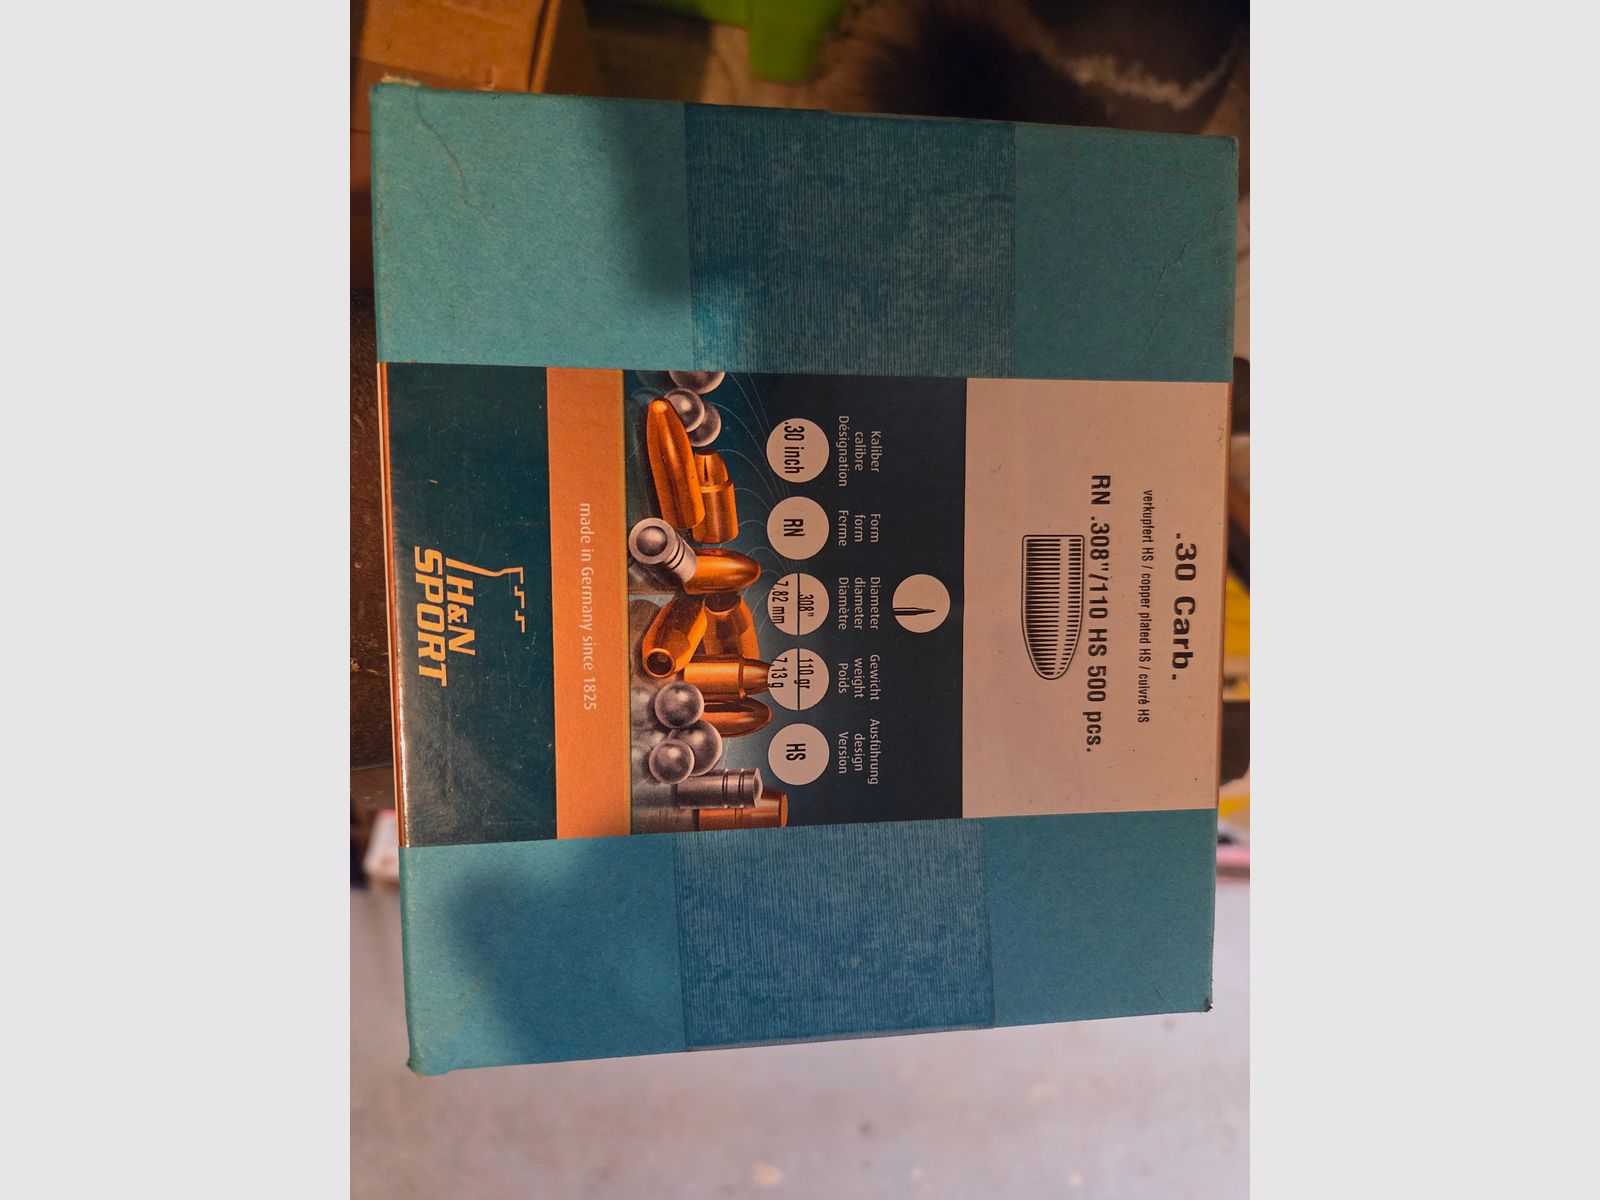 .30 Carb.
verkupfert HS / copper plated HS / cuivré HS
RN .308"/110 HS 500 pcs.
Kaliber
calibre
Désignation
Form
form
Forme
Diameter
diameter
Diamètre
Gewicht
weight
Poids
Ausführung
design
Version
.30 inch
RN
.308"
7,82 mm
110 gr
7,13 g
HS
made in Germany since 1825
H&N
SPORT